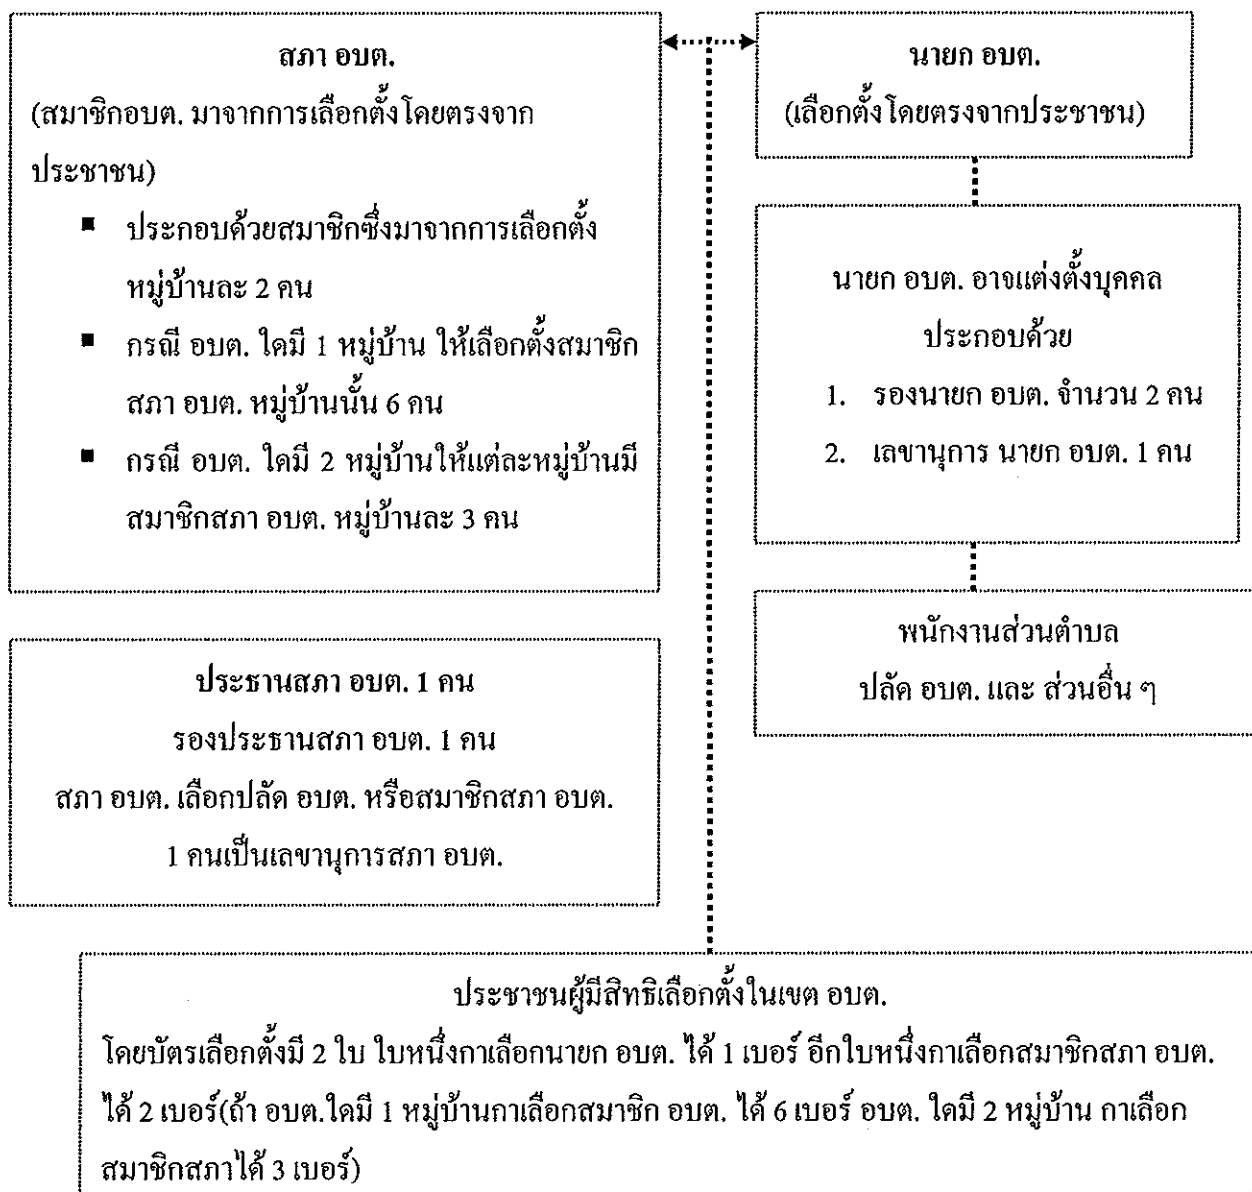 สภา อบต.
(สมาชิกอบต. มาจากการเลือกตั้งโดยตรงจาก
ประชาชน)
■ ประกอบด้วยสมาชิกซึ่งมาจากการเลือกตั้ง
หมู่บ้านละ 2 คน
■ กรณี อบต. ใดมี 1 หมู่บ้าน ให้เลือกตั้งสมาชิก
สภา อบต. หมู่บ้านนั้น 6 คน
■ กรณี อบต. ใดมี 2 หมู่บ้านให้แต่ละหมู่บ้านมี
สมาชิกสภา อบต. หมู่บ้านละ 3 คน
ประธานสภา อบต. 1 คน
รองประธานสภา อบต. 1 คน
สภา อบต. เลือกปลัด อบต. หรือสมาชิกสภา อบต.
1 คนเป็นเลขานุการสภา อบต.
นายก อบต.
(เลือกตั้งโดยตรงจากประชาชน)
นายก อบต. อาจแต่งตั้งบุคคล
ประกอบด้วย
1. รองนายก อบต. จำนวน 2 คน
2. เลขานุการ นายก อบต. 1 คน
พนักงานส่วนตำบล
ปลัด อบต. และ ส่วนอื่น ๆ
ประชาชนผู้มีสิทธิเลือกตั้งในเขต อบต.
โดยบัตรเลือกตั้งมี 2 ใบ ใบหนึ่งกาเลือกนายก อบต. ได้ 1 เบอร์ อีกใบหนึ่งกาเลือกสมาชิกสภา อบต.
ได้ 2 เบอร์(ถ้า อบต.ใดมี 1 หมู่บ้านกาเลือกสมาชิก อบต. ได้ 6 เบอร์ อบต. ใดมี 2 หมู่บ้าน กาเลือก
สมาชิกสภาได้ 3 เบอร์)